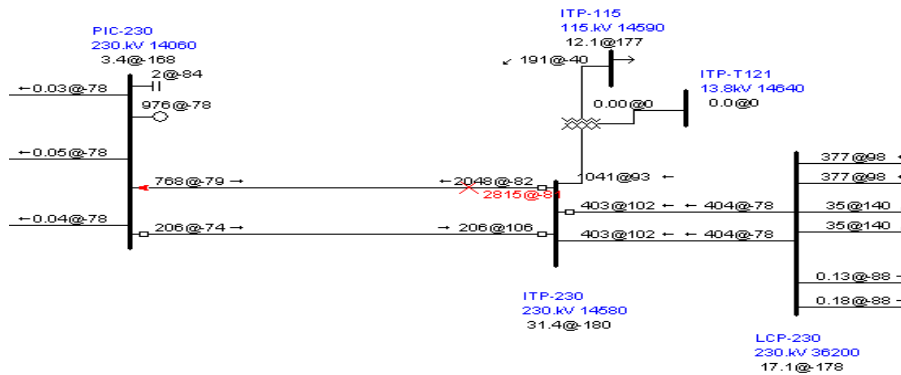 ITP-115
115.kV 14590
12.1@177
PIC-230
230.kV 14060
3.4@-168
← 191@-40
ITP-T121
13.8kV 14640
0.0@0
2@-84
←0.03@-78
976@-78
0.00@0
←0.05@-78
377@98 ←
768@-79 →
←2048@-82
2815@-81
1041@93 ←
377@98 ←
←0.04@-78
403@102 ←
← 404@-78
35@140
206@-74 →
→ 206@106
403@102 ←
← 404@-78
35@140
0.13@-88 →
0.18@-88 →
ITP-230
230.kV 14580
31.4@-180
LCP-230
230.kV 36200
17.1@-178